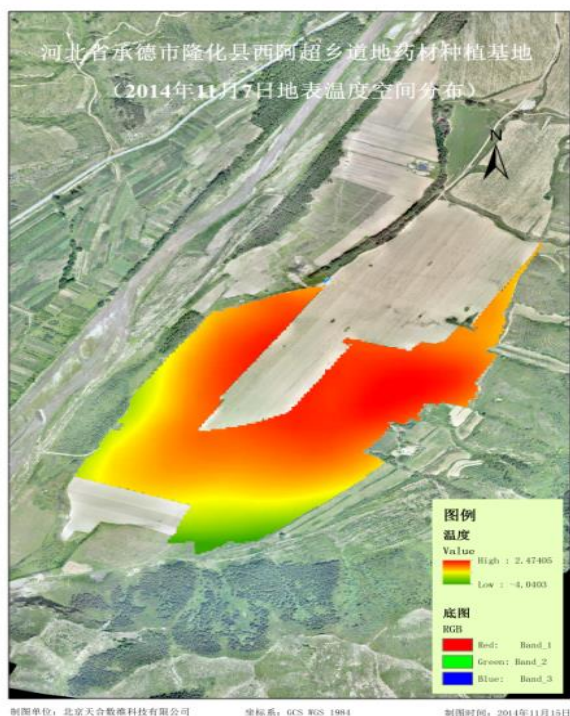 河北省承德市隆化县西阿超乡道地药材种植基地
（2014年11月7日地表温度空间分布）
N
图例
温度
Value
High : 2.47405
Low : -4.0403
底图
RGB
Red: Band_1
Green: Band_2
Blue: Band_3
制图单位：北京天合数维科技有限公司 坐标系：GCS WGS 1984 制图时间：2014年11月15日